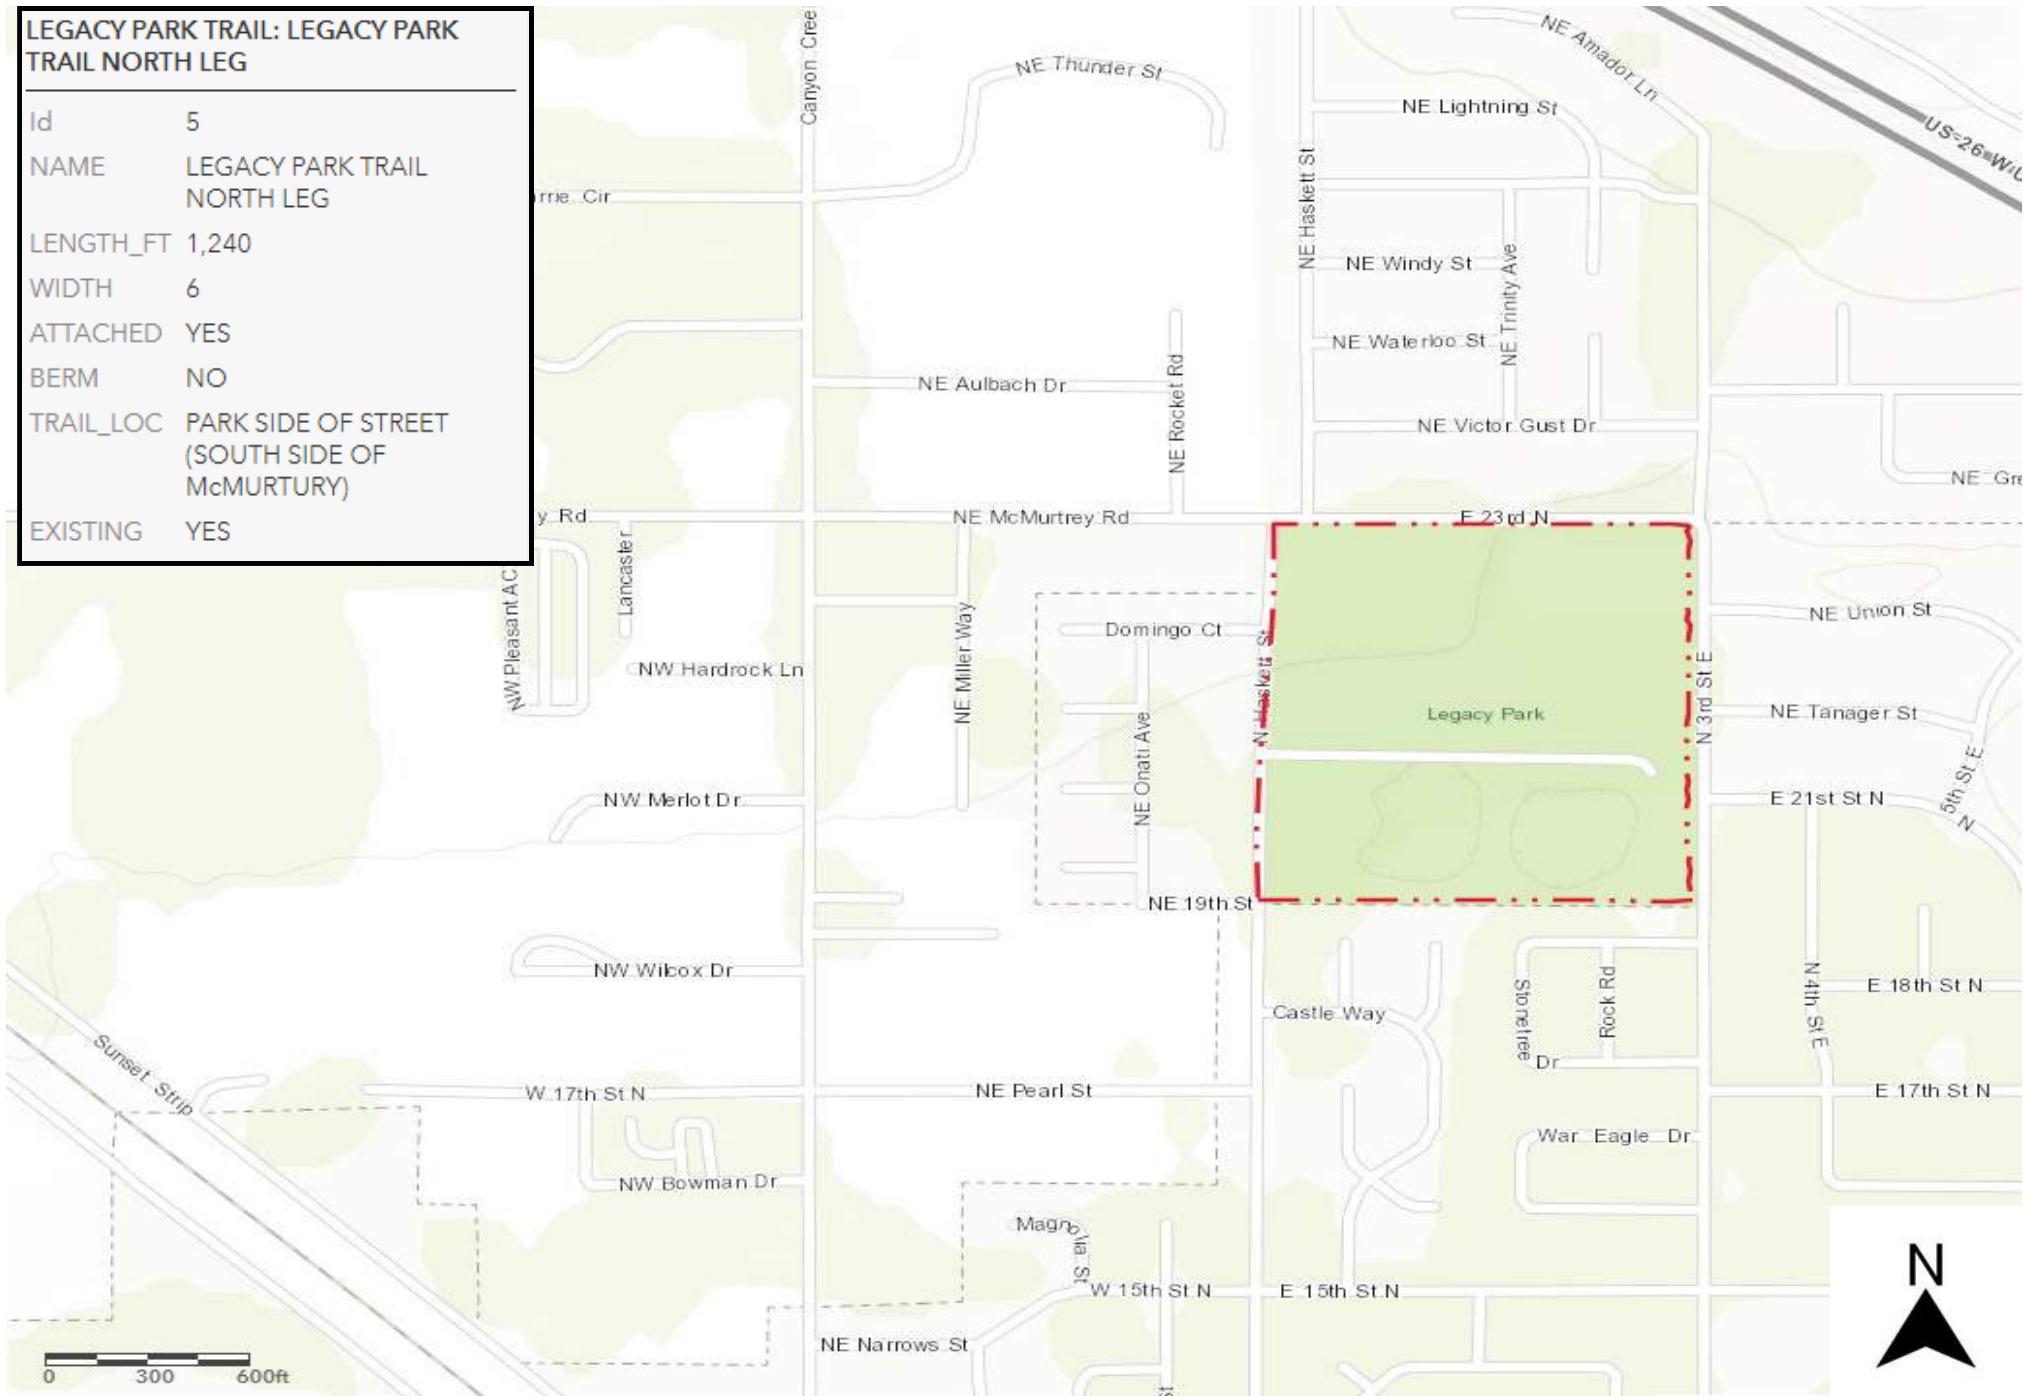 LEGACY PARK TRAIL: LEGACY PARK
TRAIL NORTH LEG
Id 5
NAME LEGACY PARK TRAIL
NORTH LEG
LENGTH_FT 1,240
WIDTH 6
ATTACHED YES
BERM NO
TRAIL_LOC PARK SIDE OF STREET
(SOUTH SIDE OF
McMURTURY)
EXISTING YES
Canyon Cree
NE Thunder St
NE Amador Ln
NE Lightning St
US-26
Cir
NE Haskett St
NE Windy St
NE Trinity Ave
NE Waterloo St
NE Aulbach Dr
NE Rocket Rd
NE Victor Gust Dr
NE Gre
y Rd
NE McMurtrey Rd
E 23rd N
NW Pleasant AC
Lancaster
NE Miller Way
Domingo Ct
N Haskett St
NE Union St
NW Hardrock Ln
Legacy Park
N 3rd St E
NE Tanager St
NE Onati Ave
5th St E
NW Merlot Dr
E 21st St N
N
NE 19th St
NW Wilcox Dr
Stonetree
Dr
Rock Rd
N 4th St E
E 18th St N
Castle Way
Sunset Strip
W 17th St N
NE Pearl St
E 17th St N
War Eagle Dr
NW Bowman Dr
Magnolia St
W 15th St N
E 15th St N
NE Narrows St
St
N
0 300 600ft